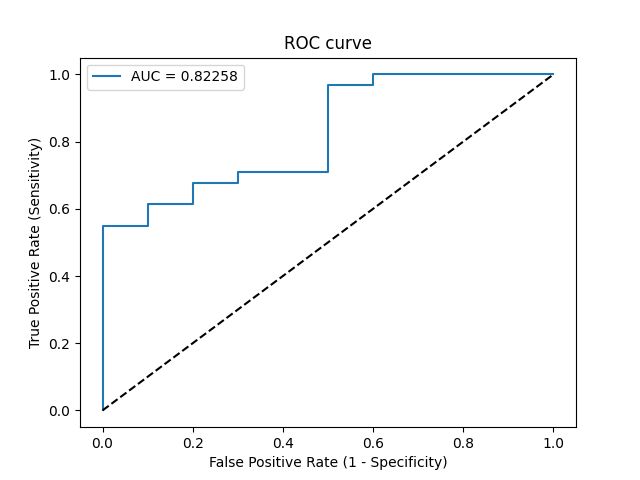 ROC curve
AUC = 0.82258
True Positive Rate (Sensitivity)
1.0
0.8
0.6
0.4
0.2
0.0
0.0 0.2 0.4 0.6 0.8 1.0
False Positive Rate (1 - Specificity)